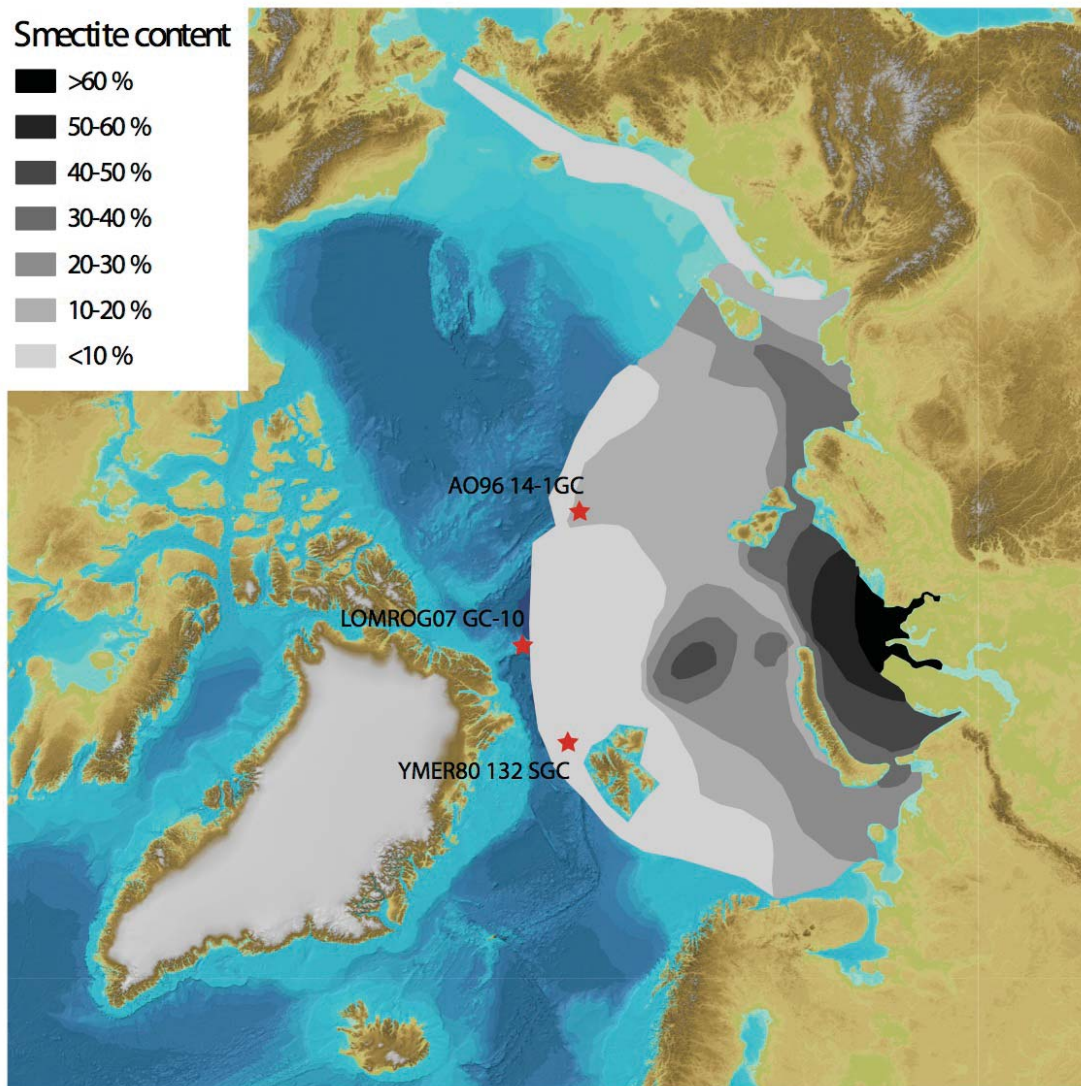 Smectite content
>60 %
50-60 %
40-50 %
30-40 %
20-30 %
10-20 %
<10 %
AO96 14-1GC
LOMROG07 GC-10
YMER80 132 SGC